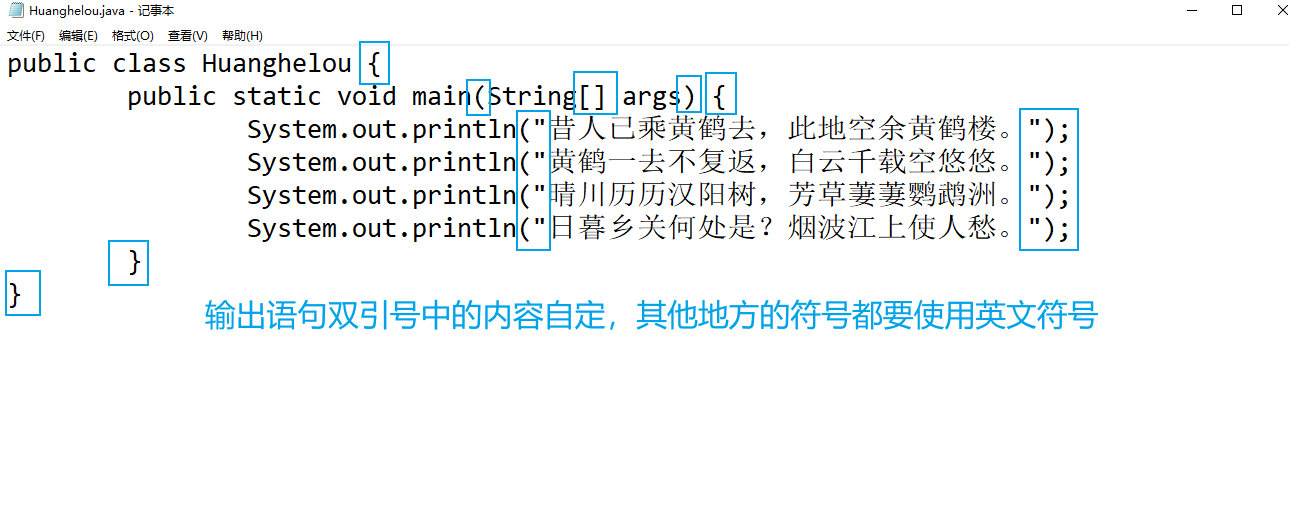 Huanghelou.java - 记事本
文件(F) 编辑(E) 格式(O) 查看(V) 帮助(H)
public class Huanghelou {
public static void main(String[] args) {
System.out.println("昔人已乘黄鹤去，此地空余黄鹤楼。");
System.out.println("黄鹤一去不复返，白云千载空悠悠。");
System.out.println("晴川历历汉阳树，芳草萋萋鹦鹉洲。");
System.out.println("日暮乡关何处是？烟波江上使人愁。");
}
}
输出语句双引号中的内容自定，其他地方的符号都要使用英文符号